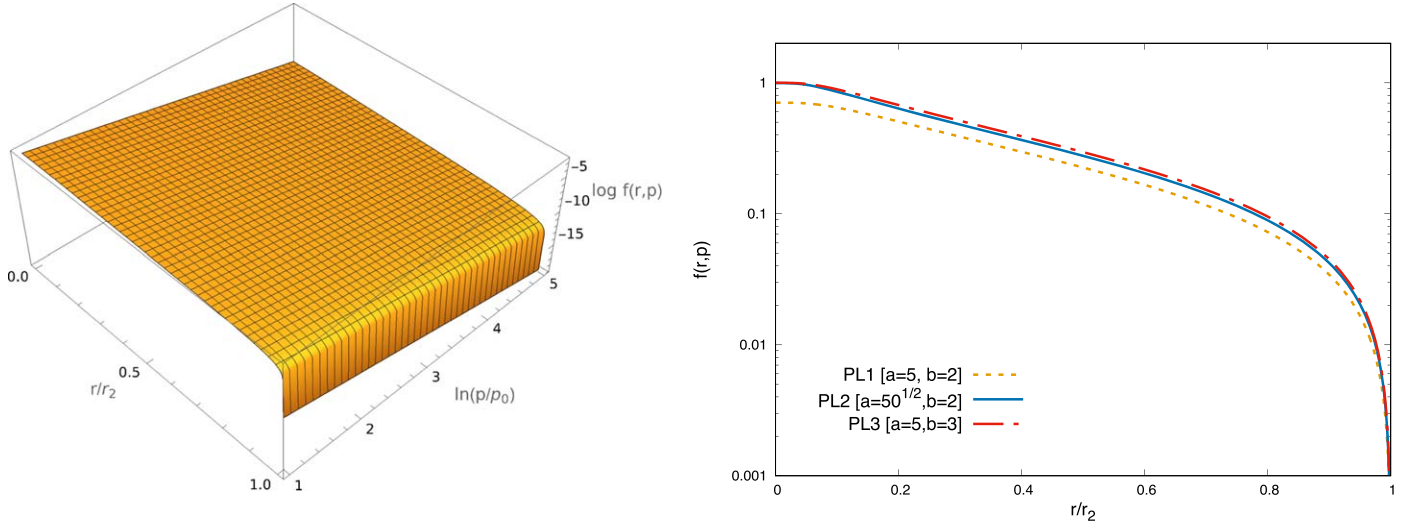 −5
log f(r,p)
−10
−15
0.0
5
4
0.5
3
r/r₂
ln(p/p₀)
2
1.0
1
1
0.1
f(r,p)
0.01
PL1 [a=5, b=2]
PL2 [a=50^1/2,b=2]
PL3 [a=5,b=3]
0.001
0 0.2 0.4 0.6 0.8 1
r/r₂